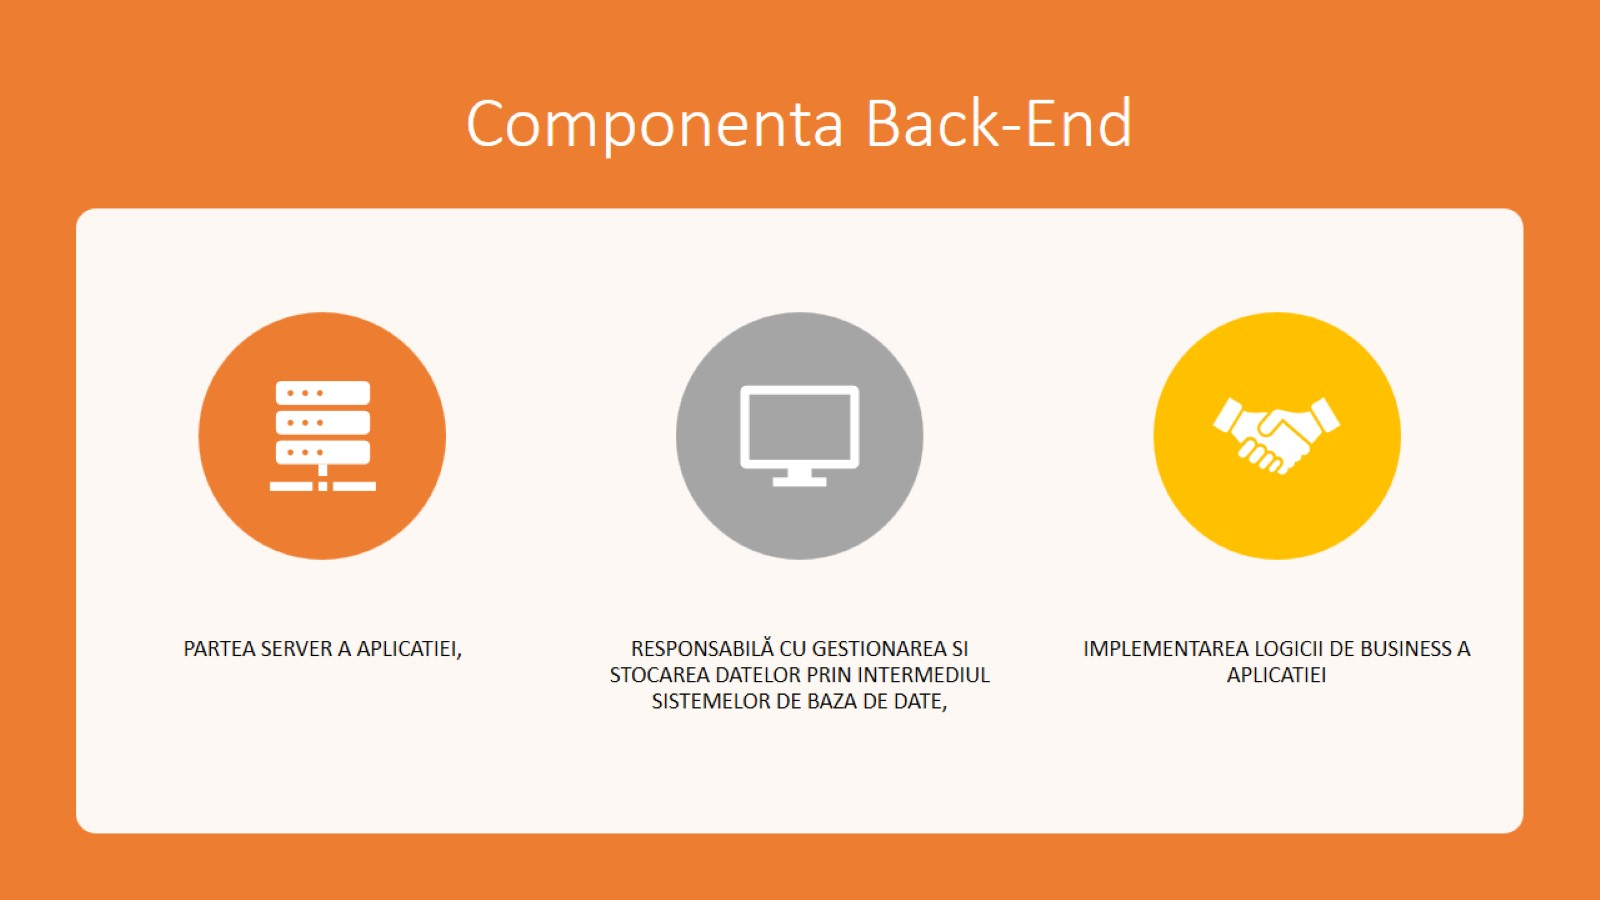 Componenta Back-End
PARTEA SERVER A APLICATIEI,
RESPONSABILĂ CU GESTIONAREA SI
STOCAREA DATELOR PRIN INTERMEDIUL
SISTEMELOR DE BAZA DE DATE,
IMPLEMENTAREA LOGICII DE BUSINESS A
APLICATIEI